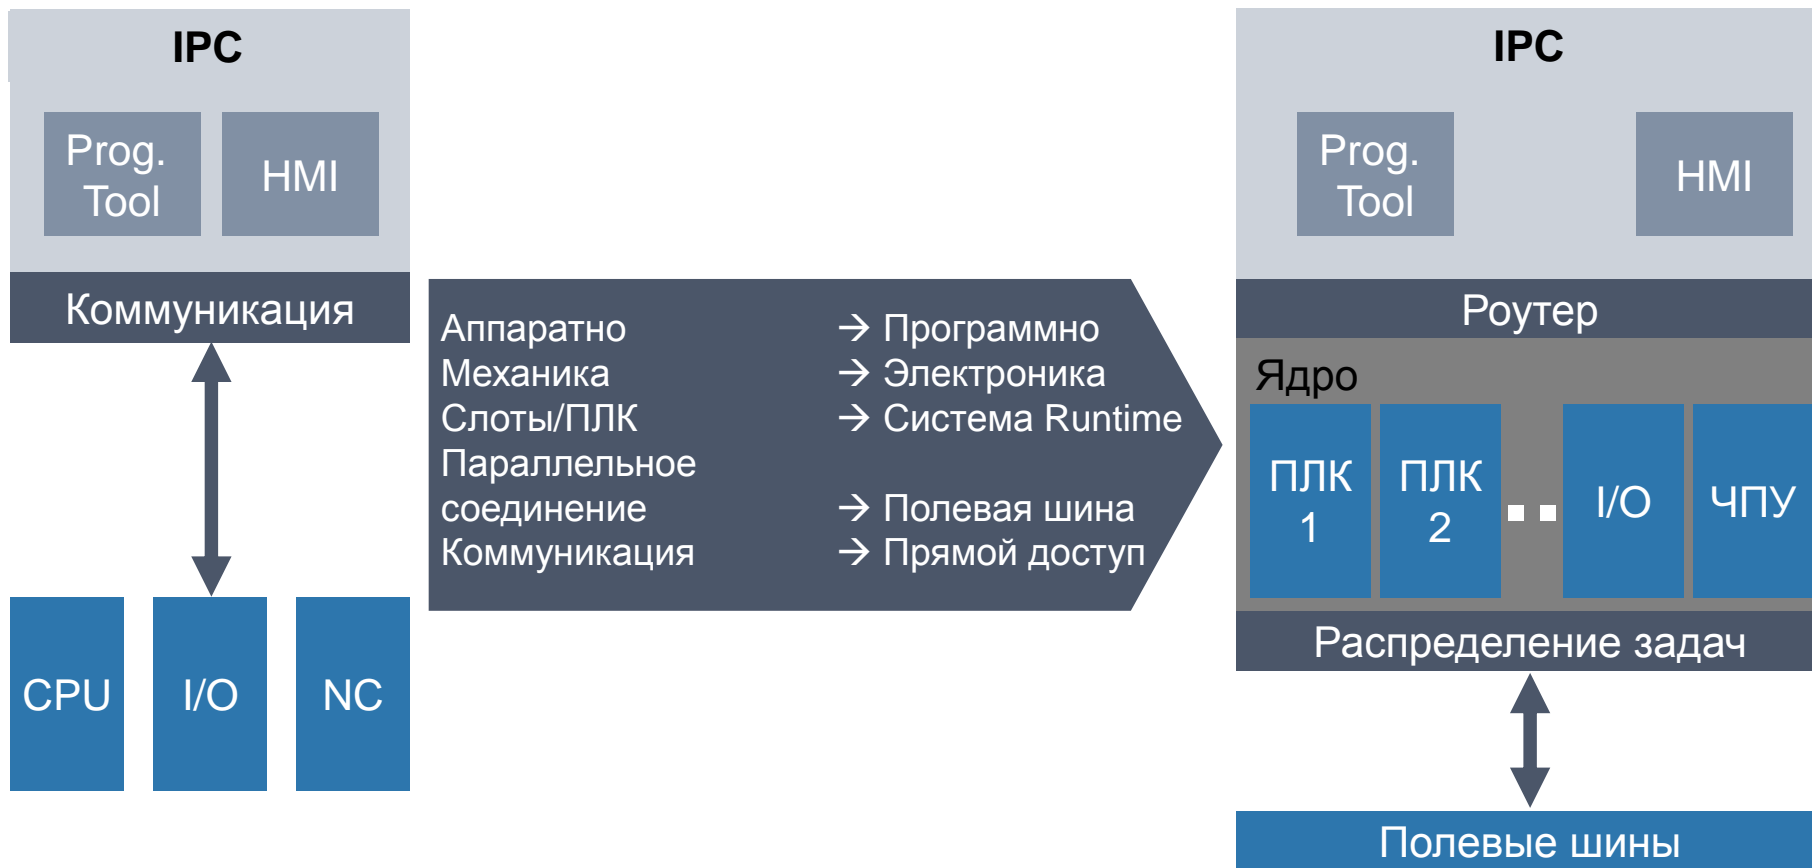 IPC
Prog.
Tool
HMI
Коммуникация
CPU
I/O
NC
Аппаратно → Программно
Механика → Электроника
Слоты/ПЛК → Система Runtime
Параллельное
соединение → Полевая шина
Коммуникация → Прямой доступ
IPC
Prog.
Tool
HMI
Роутер
Ядро
ПЛК
1
ПЛК
2
I/O
ЧПУ
Распределение задач
Полевые шины